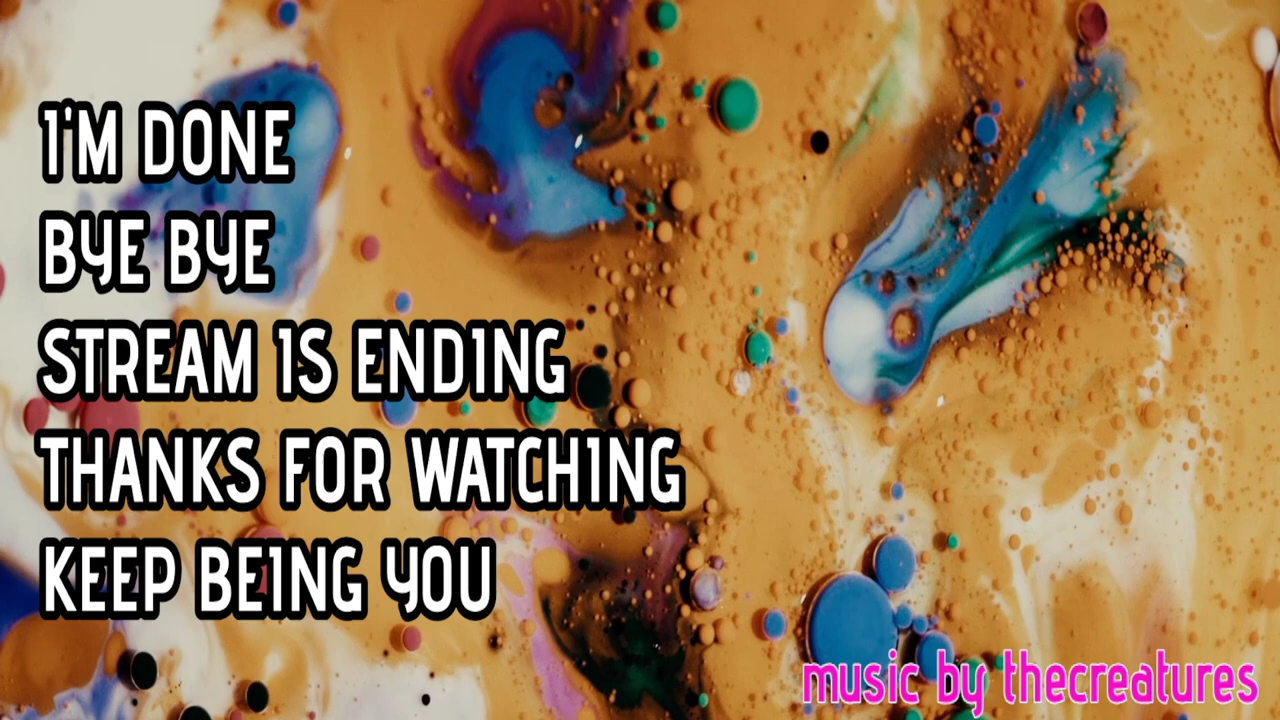 I'M DONE
BYE BYE
STREAM IS ENDING
THANKS FOR WATCHING
KEEP BEING YOU
music by thecreatures